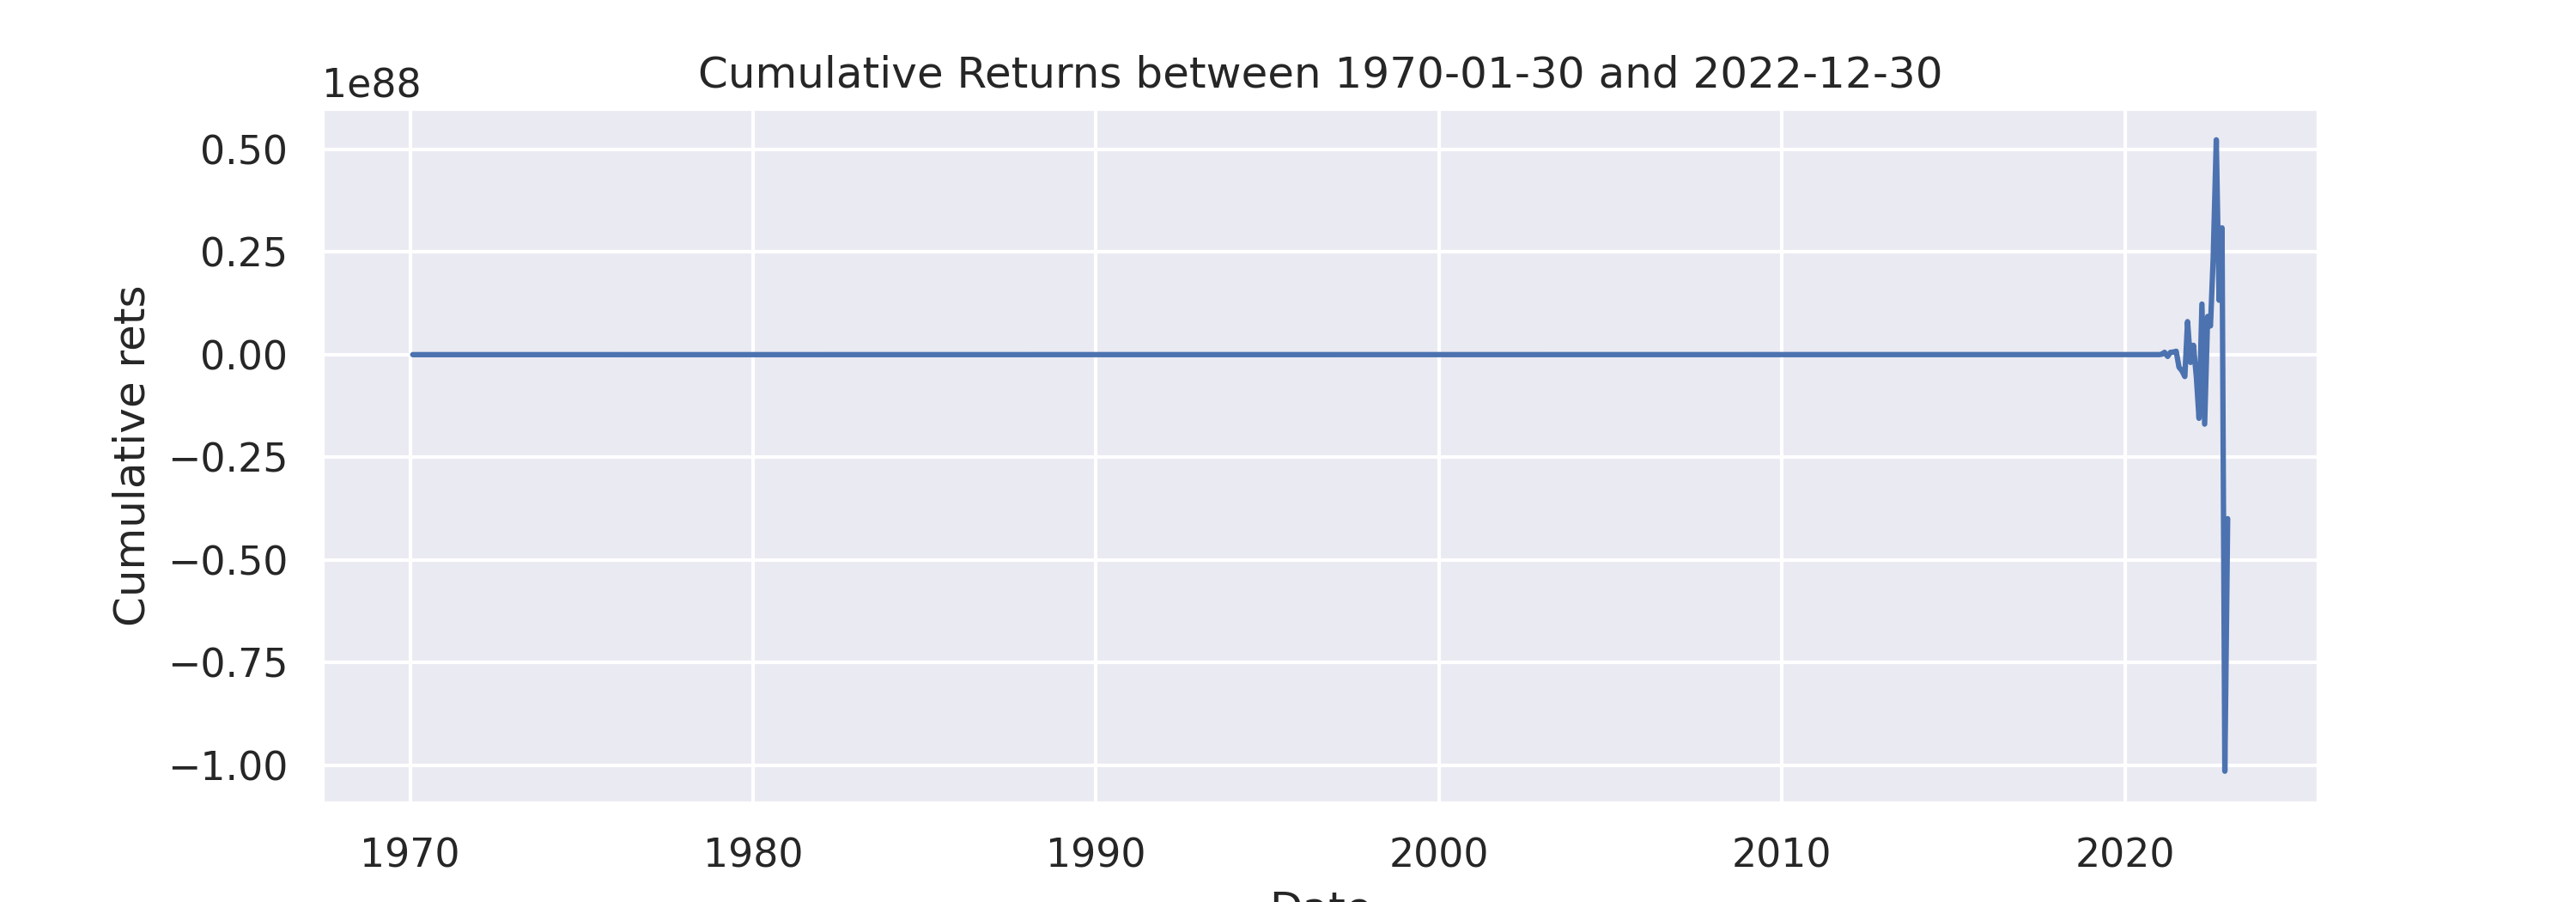 Cumulative Returns between 1970-01-30 and 2022-12-30
1e88
0.50
0.25
0.00
−0.25
−0.50
−0.75
−1.00
Cumulative rets
1970 1980 1990 2000 2010 2020
Date